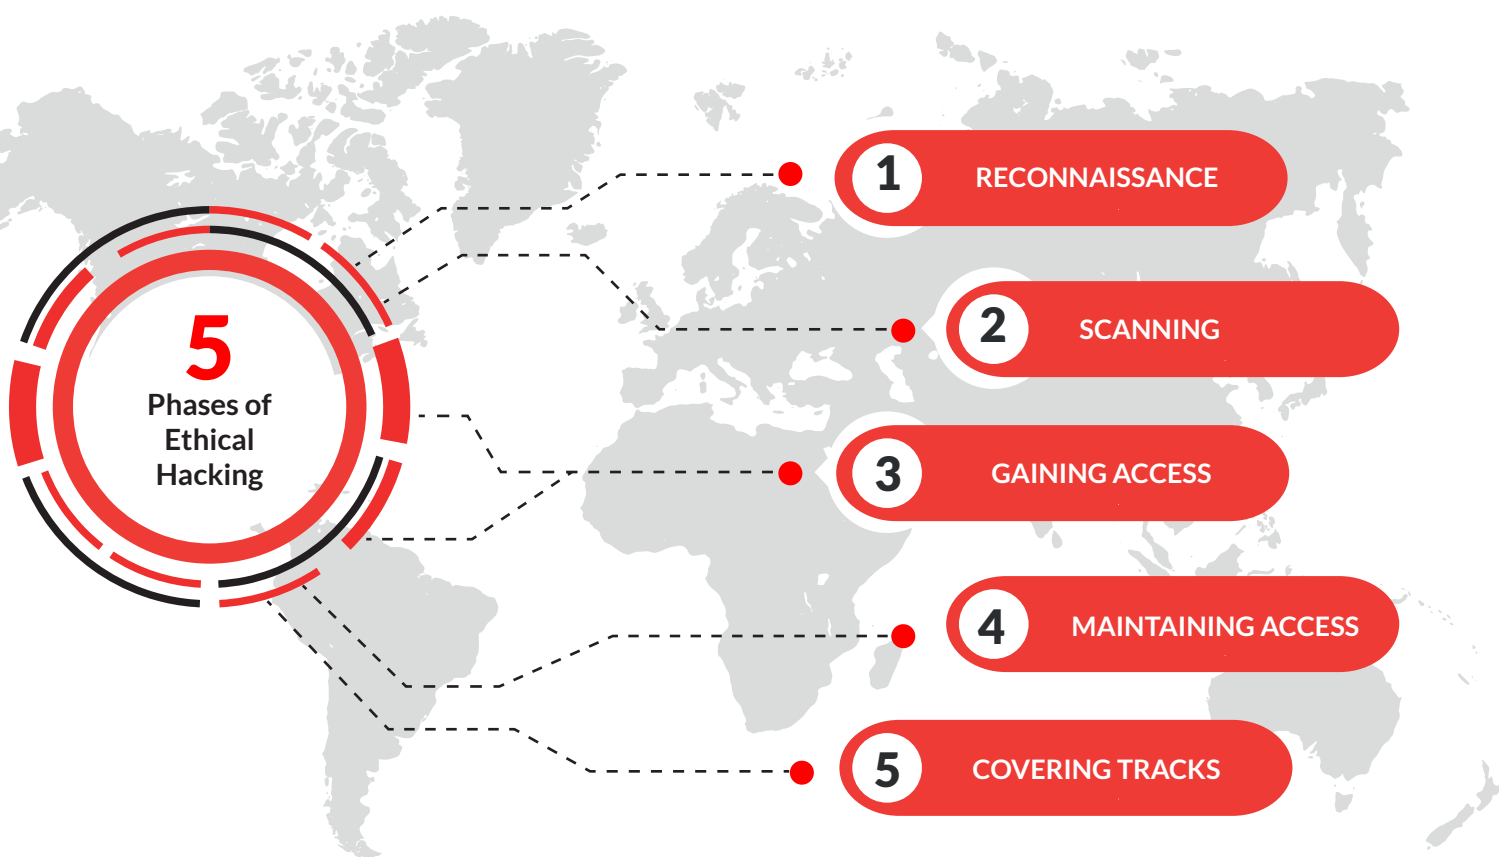 5
Phases of
Ethical
Hacking
1 RECONNAISSANCE
2 SCANNING
3 GAINING ACCESS
4 MAINTAINING ACCESS
5 COVERING TRACKS